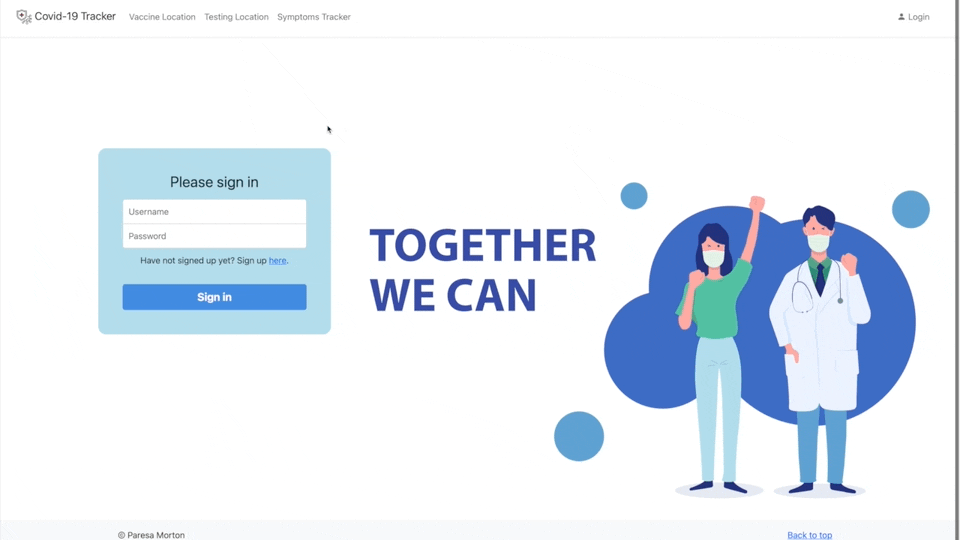 Covid-19 Tracker Vaccine Location Testing Location Symptoms Tracker Login
Please sign in
Username
Password
Have not signed up yet? Sign up here.
Sign in
TOGETHER
WE CAN
© Paresa Morton Back to top